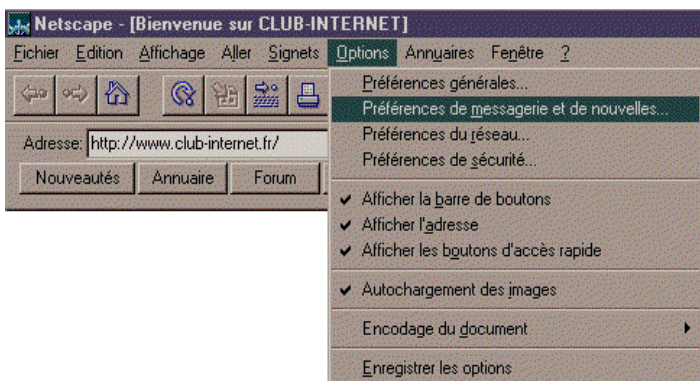 Netscape - [Bienvenue sur CLUB-INTERNET]
Fichier Edition Affichage Aller Signets Options Annuaires Fenêtre ?
Préférences générales...
Préférences de messagerie et de nouvelles...
Préférences du réseau...
Préférences de sécurité...
Adresse: http://www.club-internet.fr/
Nouveautés Annuaire Forum
Afficher la barre de boutons
Afficher l'adresse
Afficher les boutons d'accès rapide
Autochargement des images
Encodage du document
Enregistrer les options